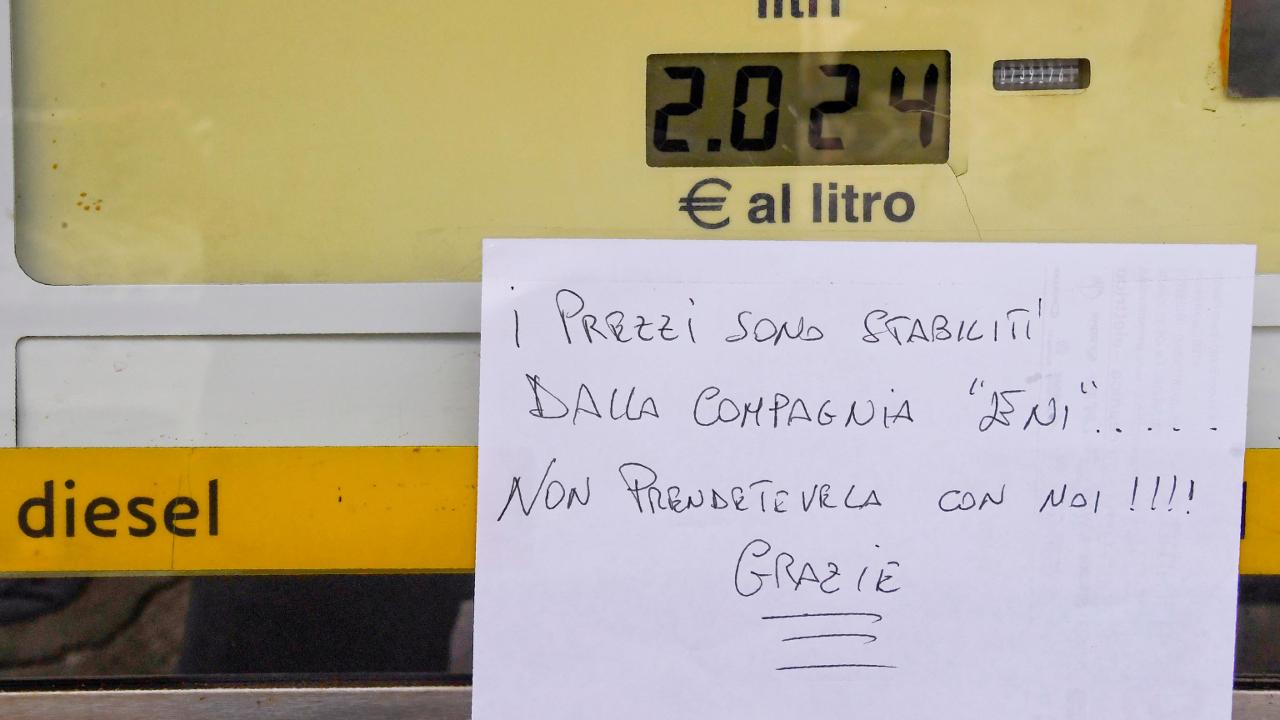 litri
2.024
€ al litro
i PREZZI SONO STABILITI
DALLA COMPAGNIA "ENI".....
NON PRENDETEVELA CON NOI !!!!
GRAZIE
diesel